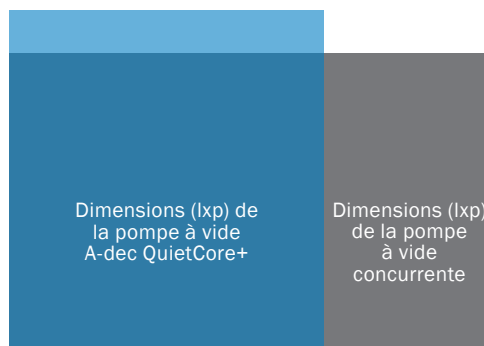 Dimensions (lxp) de
la pompe à vide
A-dec QuietCore+
Dimensions (lxp)
de la pompe
à vide
concurrente